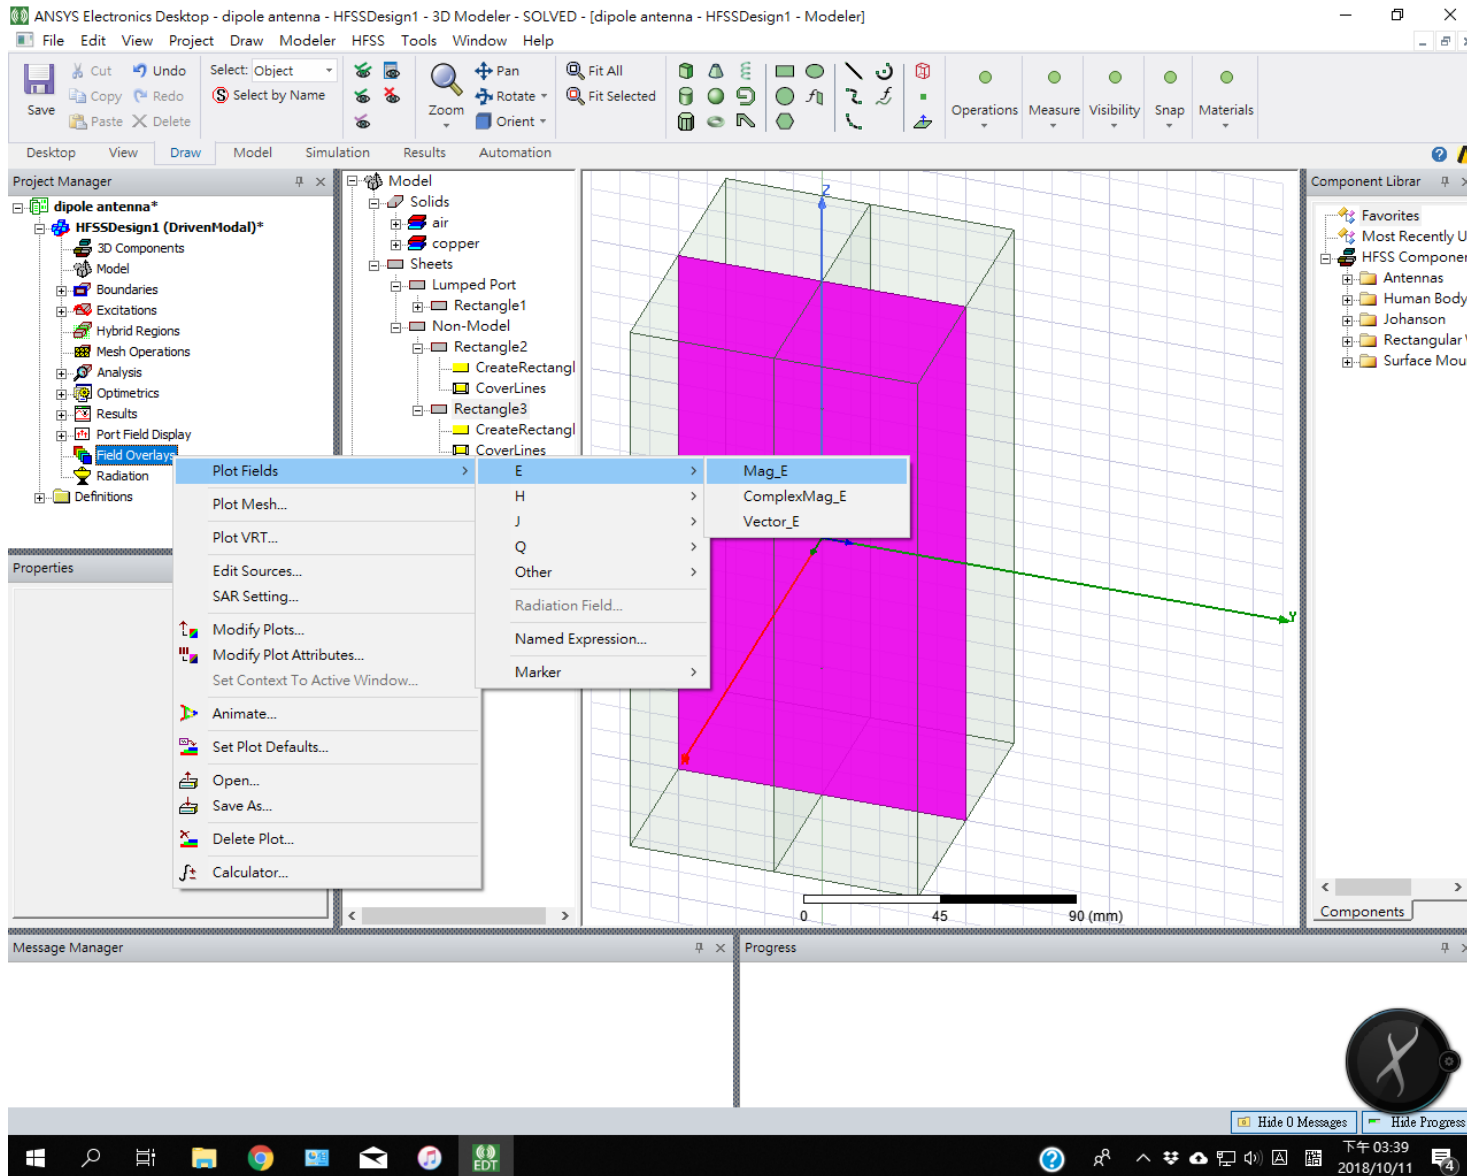 ANSYS Electronics Desktop - dipole antenna - HFSSDesign1 - 3D Modeler - SOLVED - [dipole antenna - HFSSDesign1 - Modeler]
File Edit View Project Draw Modeler HFSS Tools Window Help
Save
Cut Undo
Copy Redo
Paste Delete
Select: Object
Select by Name
Zoom
Pan
Rotate
Orient
Fit All
Fit Selected
Operations Measure Visibility Snap Materials
Desktop View Draw Model Simulation Results Automation
Project Manager
dipole antenna*
HFSSDesign1 (DrivenModal)*
3D Components
Model
Boundaries
Excitations
Hybrid Regions
Mesh Operations
Analysis
Optimetrics
Results
Port Field Display
Field Overlays
Radiation
Definitions
Model
Solids
air
copper
Sheets
Lumped Port
Rectangle1
Non-Model
Rectangle2
CreateRectangl
CoverLines
Rectangle3
CreateRectangl
CoverLines
Plot Fields
Plot Mesh...
Plot VRT...
Edit Sources...
SAR Setting...
Modify Plots...
Modify Plot Attributes...
Set Context To Active Window...
Animate...
Set Plot Defaults...
Open...
Save As...
Delete Plot...
Calculator...
E
H
J
Q
Other
Radiation Field...
Named Expression...
Marker
Mag_E
ComplexMag_E
Vector_E
Z
Y
0 45 90 (mm)
Component Librar
Favorites
Most Recently U
HFSS Componer
Antennas
Human Body
Johanson
Rectangular
Surface Mou
Components
Properties
Message Manager
Progress
Hide 0 Messages
Hide Progress
EDT
下午 03:39
2018/10/11
4